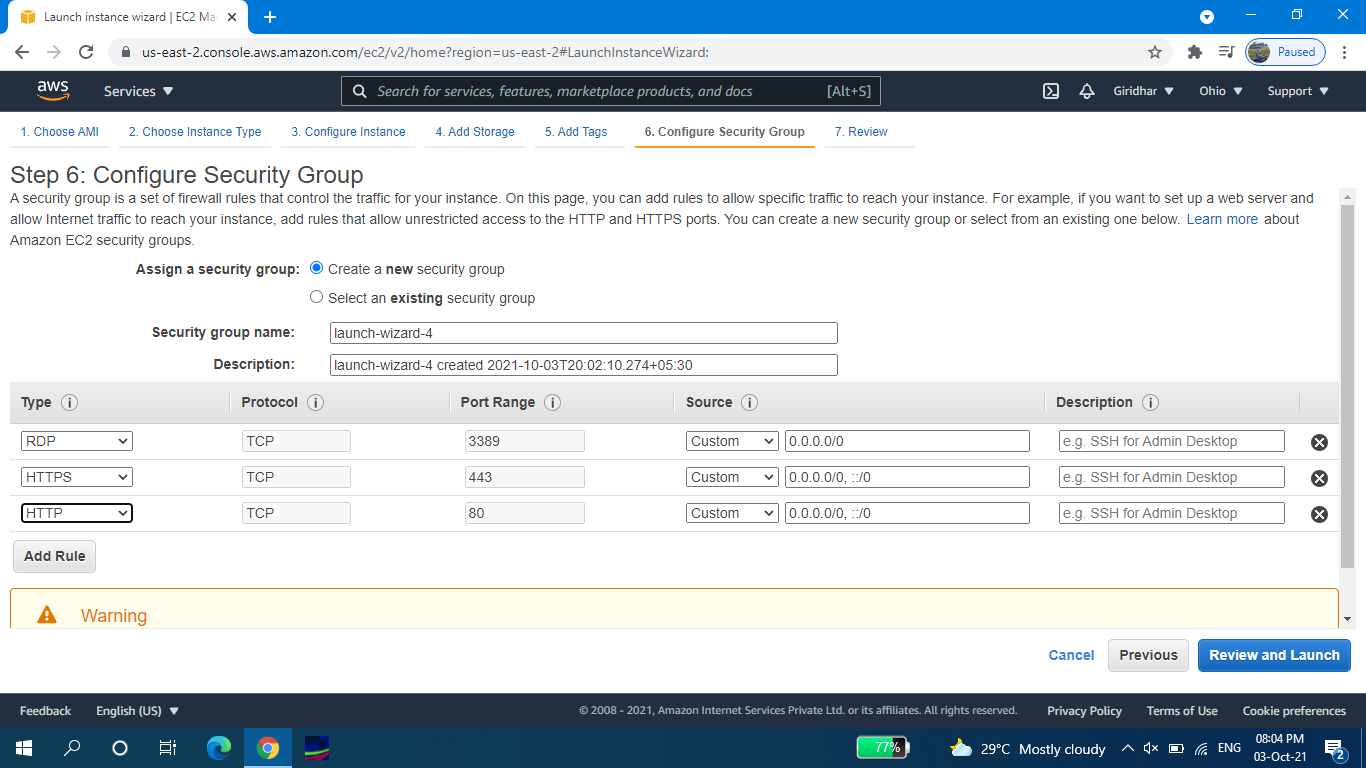 Launch instance wizard | EC2 Ma
us-east-2.console.aws.amazon.com/ec2/v2/home?region=us-east-2#LaunchInstanceWizard:
Paused
aws
Services
Search for services, features, marketplace products, and docs
[Alt+S]
Giridhar
Ohio
Support
1. Choose AMI
2. Choose Instance Type
3. Configure Instance
4. Add Storage
5. Add Tags
6. Configure Security Group
7. Review
Step 6: Configure Security Group
A security group is a set of firewall rules that control the traffic for your instance. On this page, you can add rules to allow specific traffic to reach your instance. For example, if you want to set up a web server and
allow Internet traffic to reach your instance, add rules that allow unrestricted access to the HTTP and HTTPS ports. You can create a new security group or select from an existing one below. Learn more about
Amazon EC2 security groups.
Assign a security group: Create a new security group
Select an existing security group
Security group name: launch-wizard-4
Description: launch-wizard-4 created 2021-10-03T20:02:10.274+05:30
Type i Protocol i Port Range i Source i Description i
RDP TCP 3389 Custom 0.0.0.0/0 e.g. SSH for Admin Desktop
HTTPS TCP 443 Custom 0.0.0.0/0, ::/0 e.g. SSH for Admin Desktop
HTTP TCP 80 Custom 0.0.0.0/0, ::/0 e.g. SSH for Admin Desktop
Add Rule
Warning
Cancel
Previous
Review and Launch
Feedback
English (US)
© 2008 - 2021, Amazon Internet Services Private Ltd. or its affiliates. All rights reserved.
Privacy Policy
Terms of Use
Cookie preferences
77%
29°C Mostly cloudy
ENG
08:04 PM
03-Oct-21
2